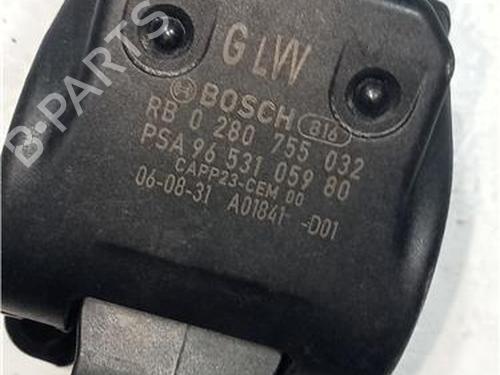 GLW
BOSCH 816
RB 0 280 755 032
PSA 96 531 059 80
CAPP23-CEM 00
06-08-31 A01841 -D01